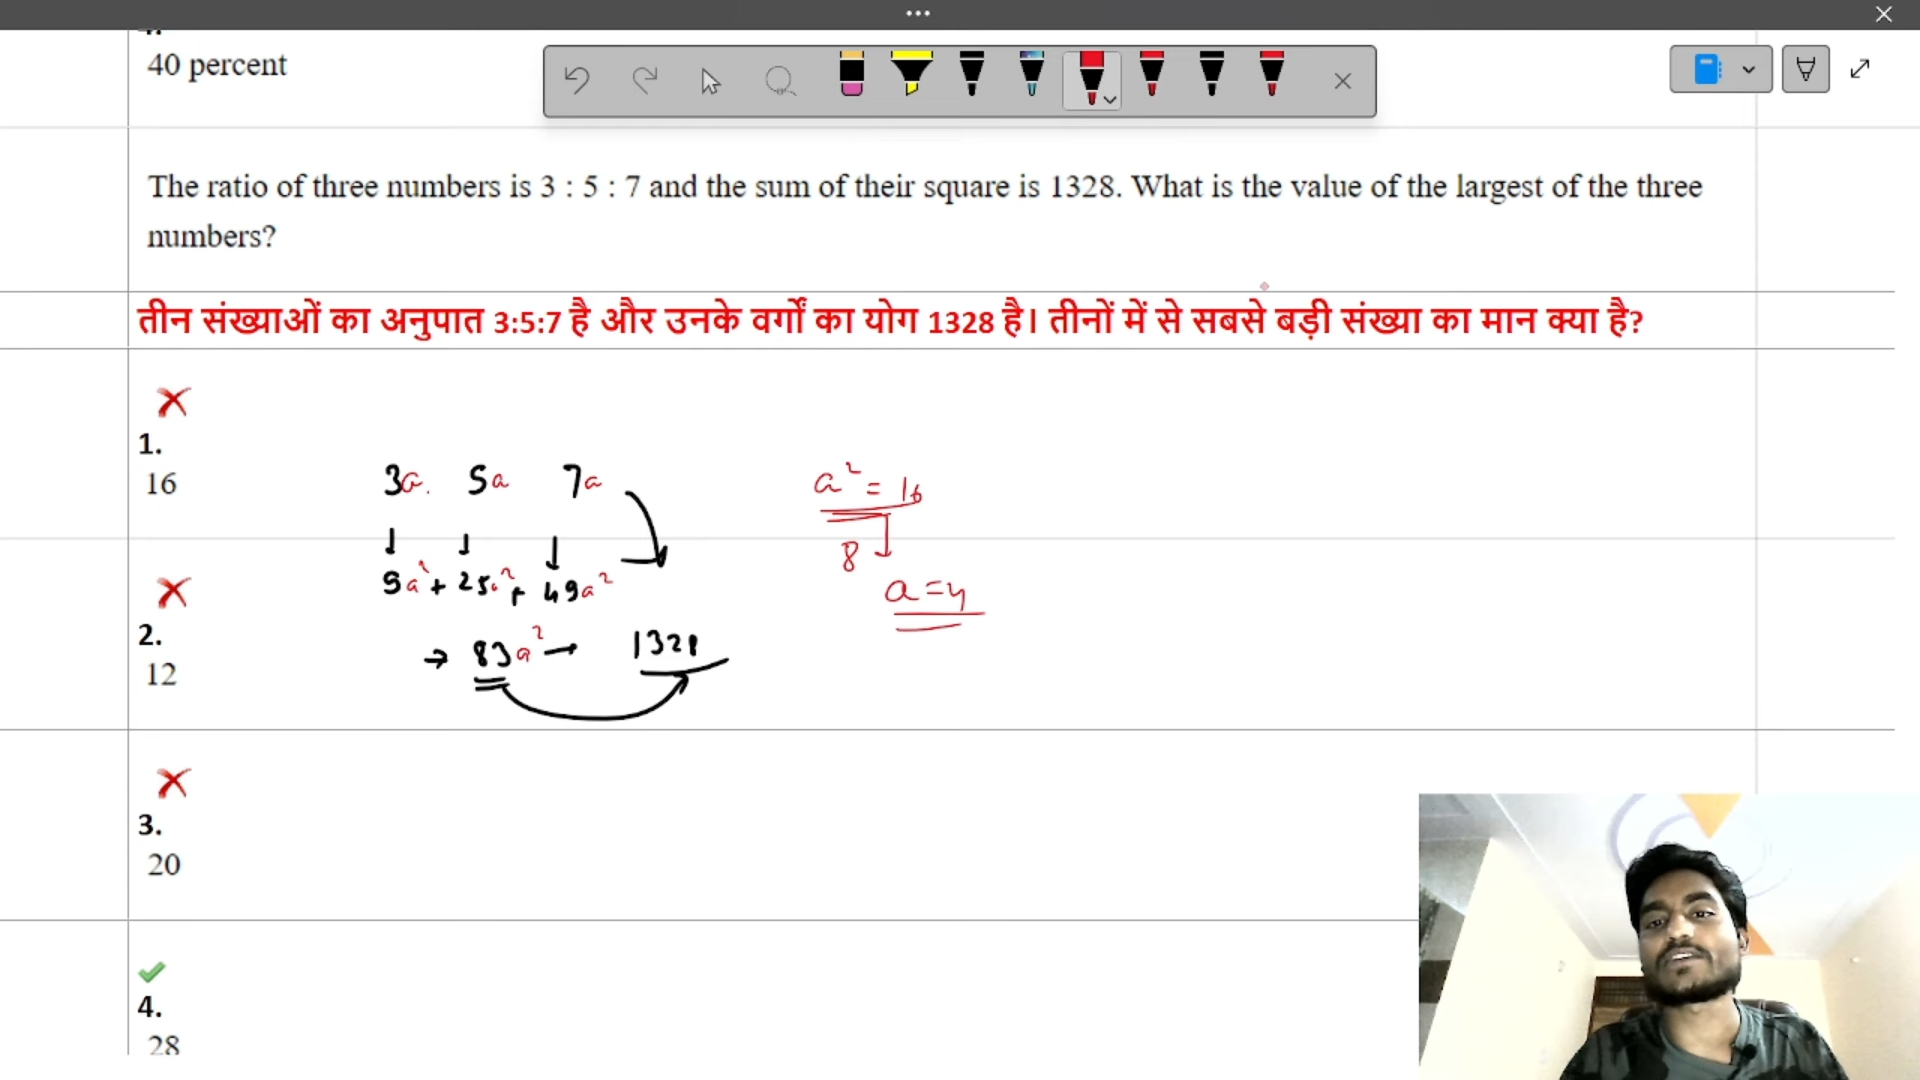 40 percent
The ratio of three numbers is 3 : 5 : 7 and the sum of their square is 1328. What is the value of the largest of the three
numbers?
तीन संख्याओं का अनुपात 3:5:7 है और उनके वर्गों का योग 1328 है। तीनों में से सबसे बड़ी संख्या का मान क्या है?
1.
16
3a. 5a 7a
a² = 16
8
9a² + 25a² + 49a²
a = 4
2.
12
→ 83a² → 1328
3.
20
4.
28